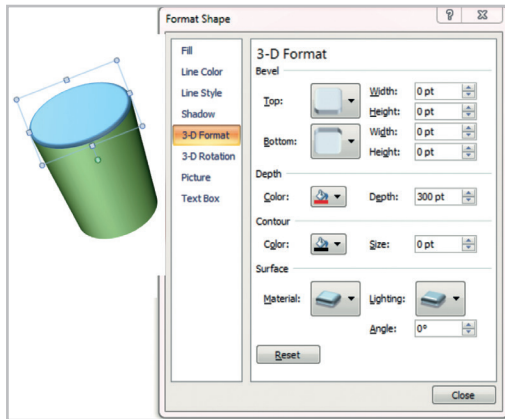 Format Shape
Fill
Line Color
Line Style
Shadow
3-D Format
3-D Rotation
Picture
Text Box
3-D Format
Bevel
Top:
Width: 0 pt
Height: 0 pt
Bottom:
Width: 0 pt
Height: 0 pt
Depth
Color:
Depth: 300 pt
Contour
Color:
Size: 0 pt
Surface
Material:
Lighting:
Angle: 0°
Reset
Close